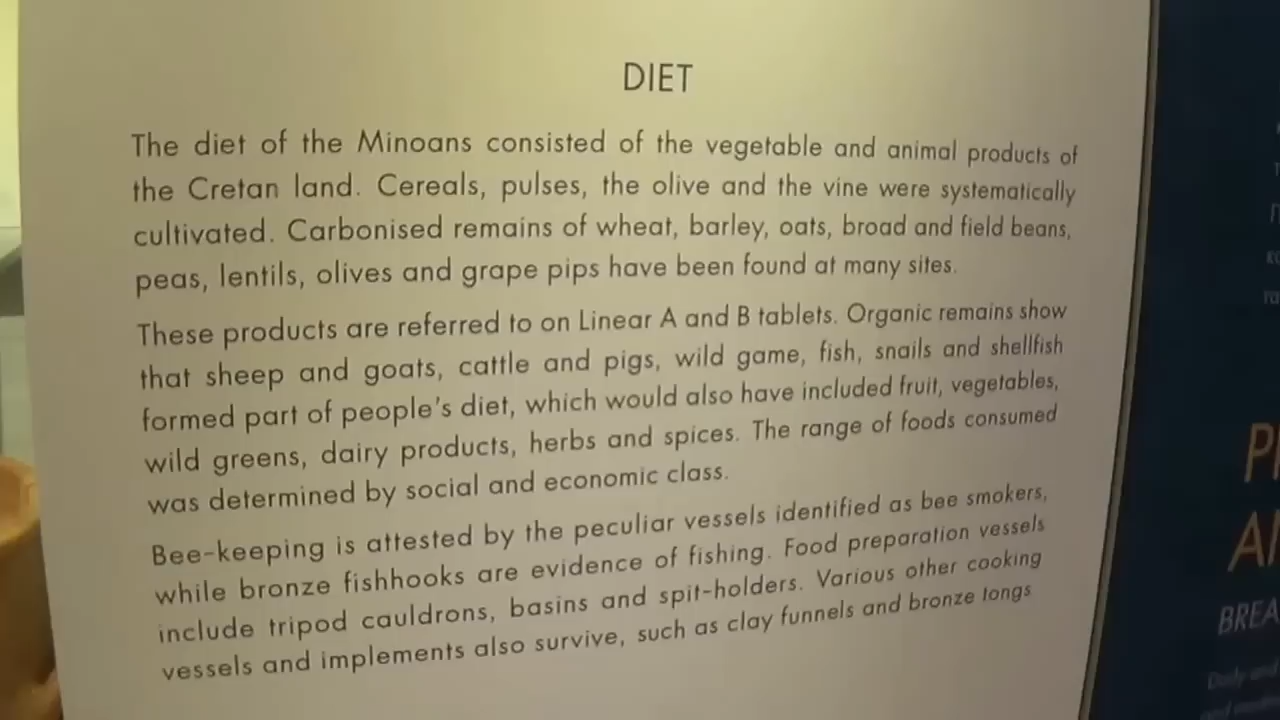 DIET
The diet of the Minoans consisted of the vegetable and animal products of
the Cretan land. Cereals, pulses, the olive and the vine were systematically
cultivated. Carbonised remains of wheat, barley, oats, broad and field beans,
peas, lentils, olives and grape pips have been found at many sites.
These products are referred to on Linear A and B tablets. Organic remains show
that sheep and goats, cattle and pigs, wild game, fish, snails and shellfish
formed part of people's diet, which would also have included fruit, vegetables,
wild greens, dairy products, herbs and spices. The range of foods consumed
was determined by social and economic class.
Bee-keeping is attested by the peculiar vessels identified as bee smokers,
while bronze fishhooks are evidence of fishing. Food preparation vessels
include tripod cauldrons, basins and spit-holders. Various other cooking
vessels and implements also survive, such as clay funnels and bronze tongs
BREA